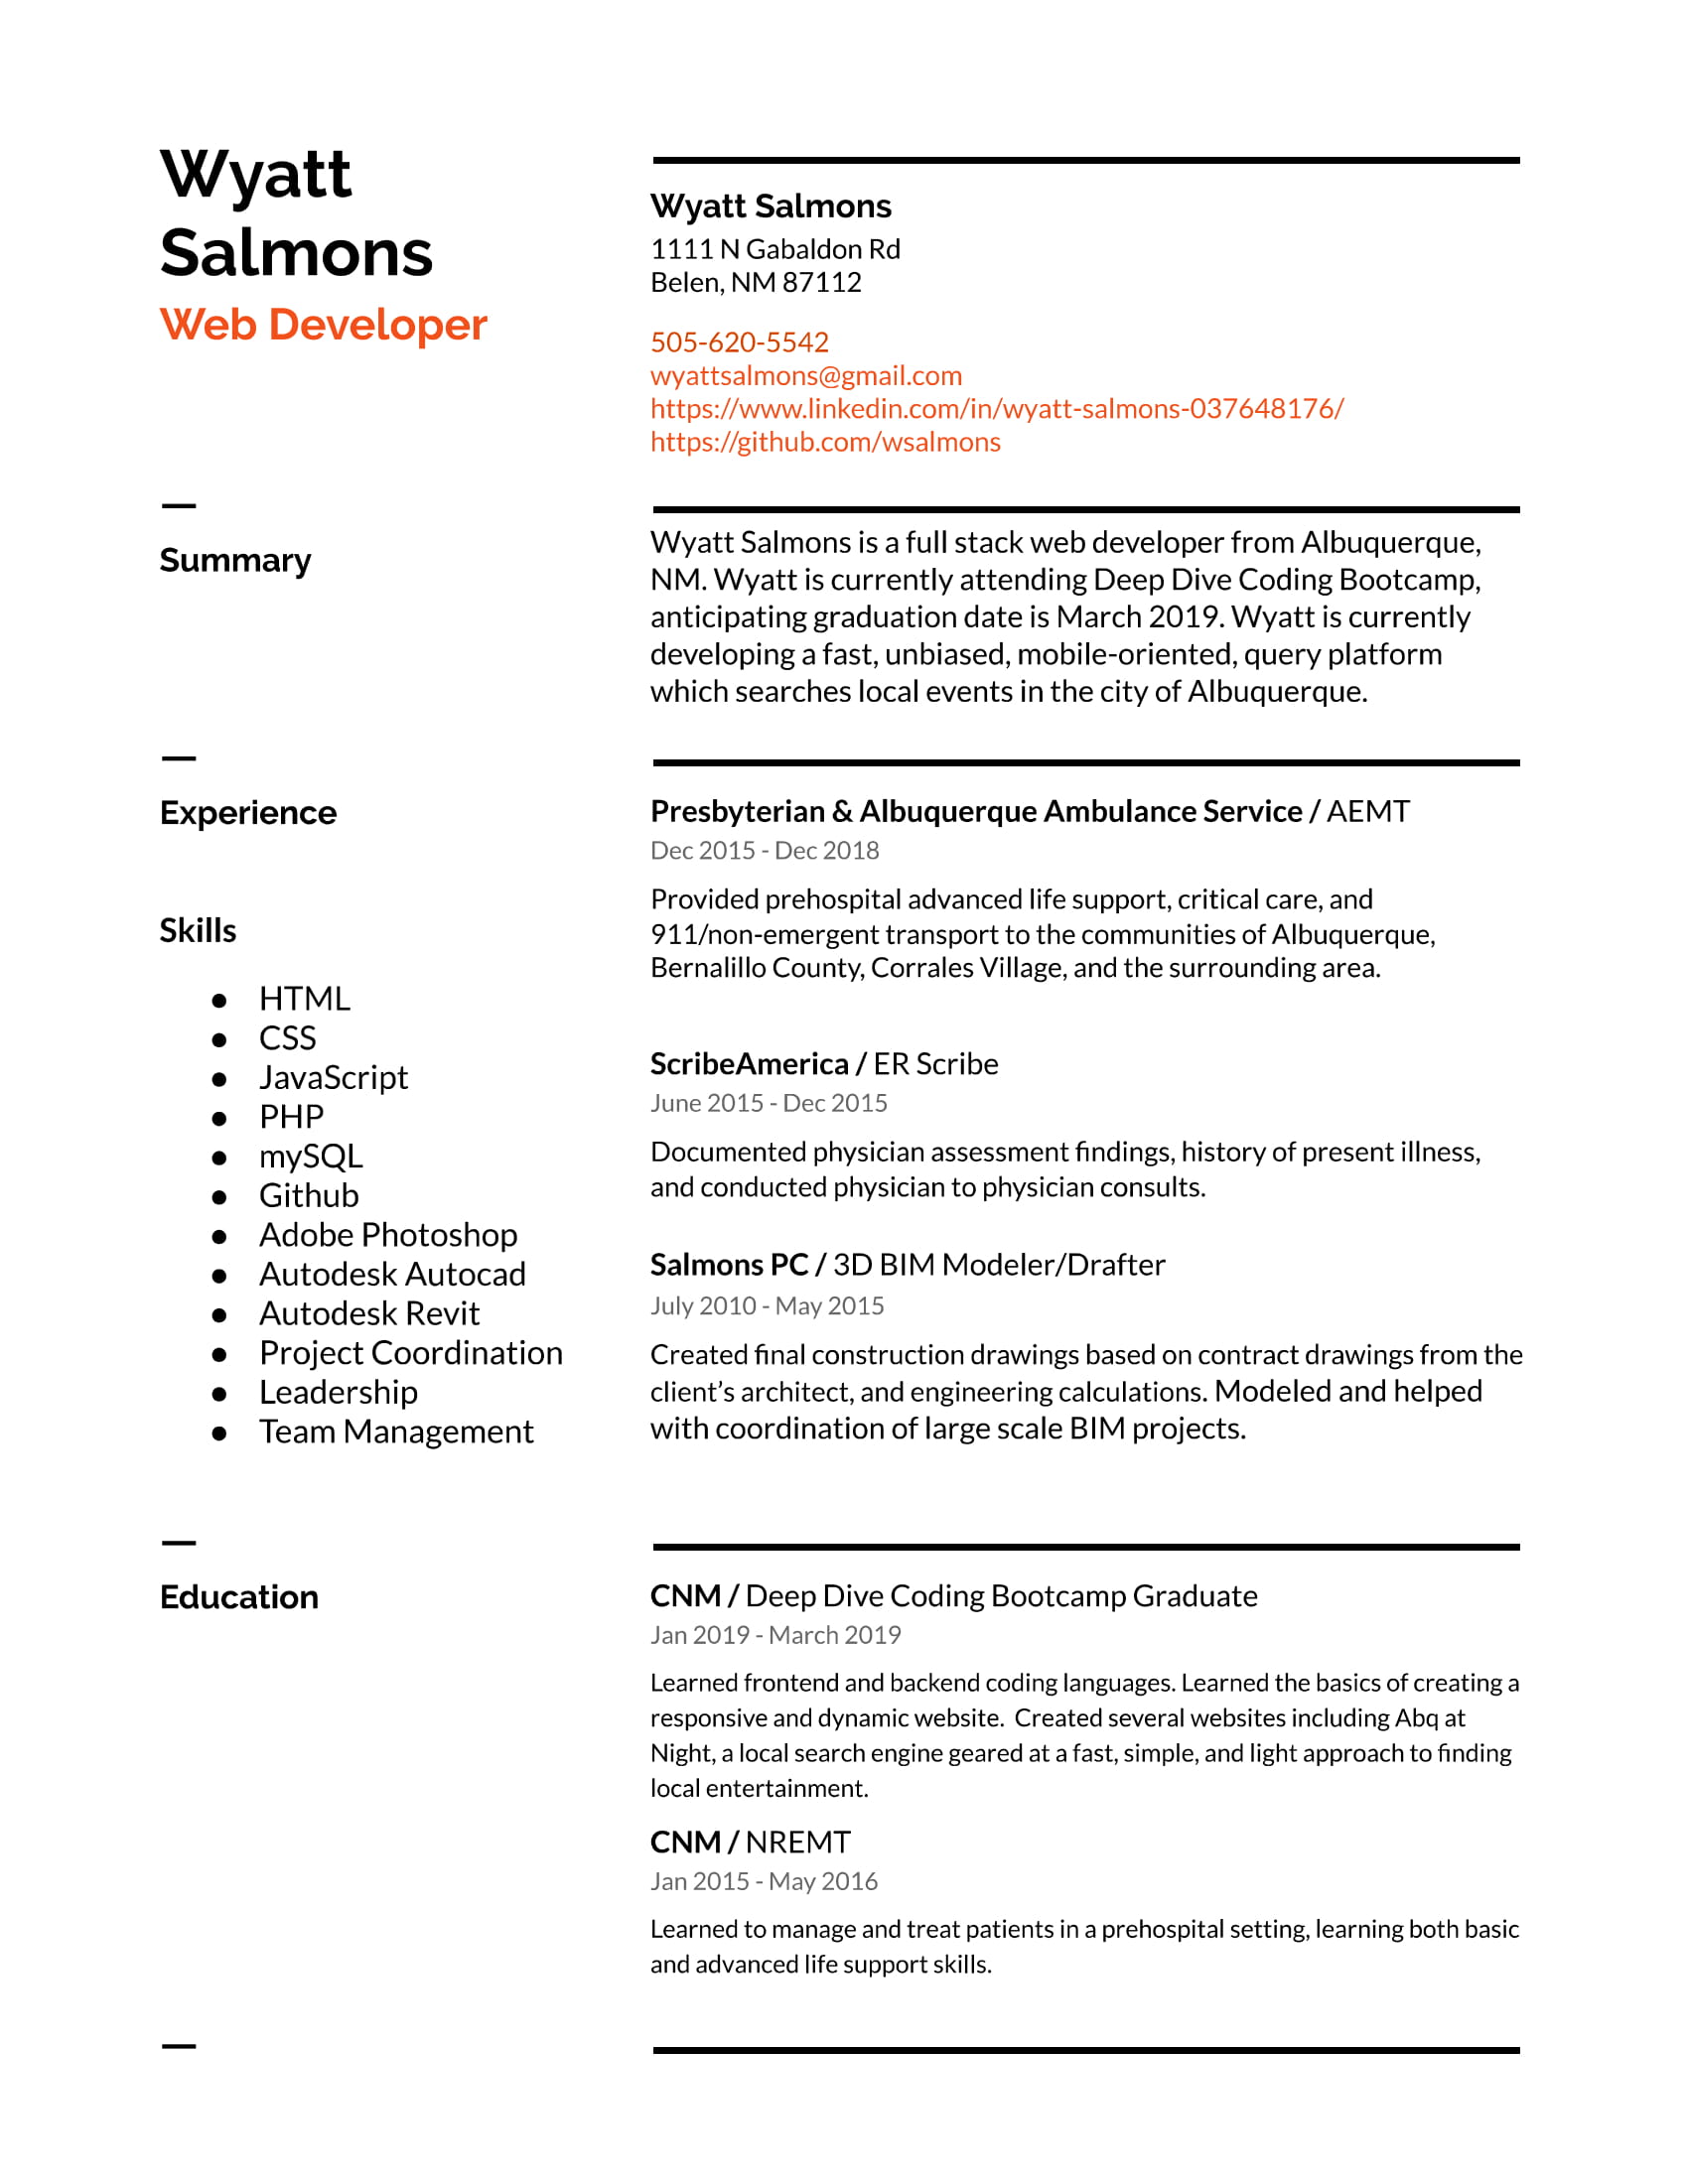 Wyatt
Salmons
Web Developer
Wyatt Salmons
1111 N Gabaldon Rd
Belen, NM 87112
505-620-5542
wyattsalmons@gmail.com
https://www.linkedin.com/in/wyatt-salmons-037648176/
https://github.com/wsalmons
—
Summary
Wyatt Salmons is a full stack web developer from Albuquerque,
NM. Wyatt is currently attending Deep Dive Coding Bootcamp,
anticipating graduation date is March 2019. Wyatt is currently
developing a fast, unbiased, mobile-oriented, query platform
which searches local events in the city of Albuquerque.
—
Experience
Skills
● HTML
● CSS
● JavaScript
● PHP
● mySQL
● Github
● Adobe Photoshop
● Autodesk Autocad
● Autodesk Revit
● Project Coordination
● Leadership
● Team Management
Presbyterian & Albuquerque Ambulance Service / AEMT
Dec 2015 - Dec 2018
Provided prehospital advanced life support, critical care, and
911/non-emergent transport to the communities of Albuquerque,
Bernalillo County, Corrales Village, and the surrounding area.
ScribeAmerica / ER Scribe
June 2015 - Dec 2015
Documented physician assessment findings, history of present illness,
and conducted physician to physician consults.
Salmons PC / 3D BIM Modeler/Drafter
July 2010 - May 2015
Created final construction drawings based on contract drawings from the
client’s architect, and engineering calculations. Modeled and helped
with coordination of large scale BIM projects.
—
Education
CNM / Deep Dive Coding Bootcamp Graduate
Jan 2019 - March 2019
Learned frontend and backend coding languages. Learned the basics of creating a
responsive and dynamic website.  Created several websites including Abq at
Night, a local search engine geared at a fast, simple, and light approach to finding
local entertainment.
CNM / NREMT
Jan 2015 - May 2016
Learned to manage and treat patients in a prehospital setting, learning both basic
and advanced life support skills.
—